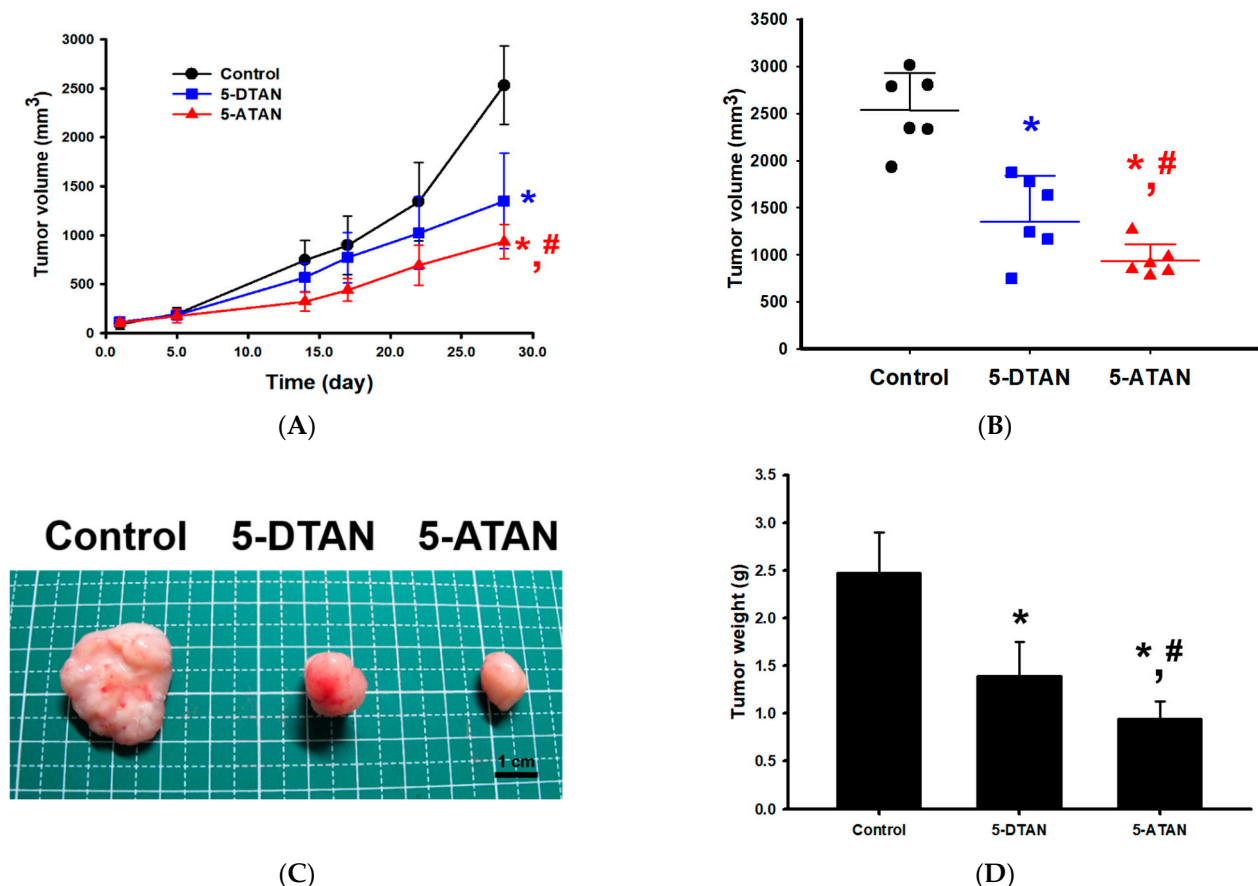 3000
2500
2000
1500
1000
500
0
Tumor volume (mm³)
Control
5-DTAN
5-ATAN
*
*,#
0.0 5.0 10.0 15.0 20.0 25.0 30.0
Time (day)
(A)
3500
3000
2500
2000
1500
1000
500
0
Tumor volume (mm³)
*
*,#
Control 5-DTAN 5-ATAN
(B)
Control 5-DTAN 5-ATAN
1 cm
(C)
3.5
3.0
2.5
2.0
1.5
1.0
0.5
0.0
Tumor weight (g)
*
*,#
Control 5-DTAN 5-ATAN
(D)